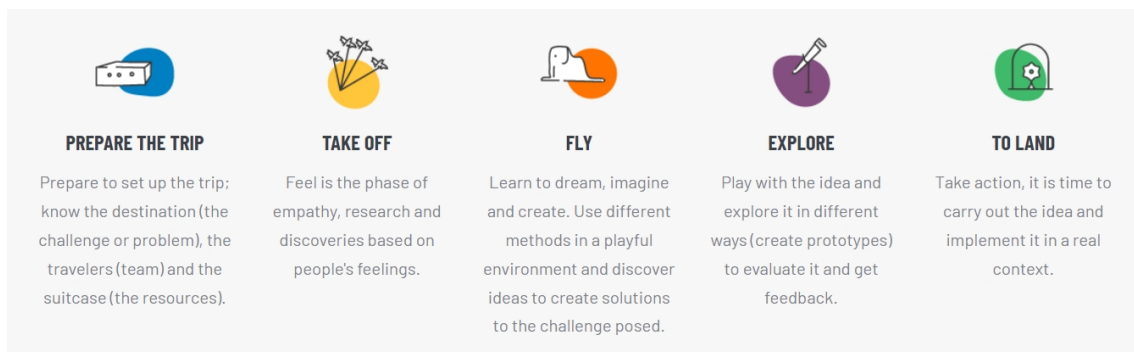 PREPARE THE TRIP
Prepare to set up the trip;
know the destination (the
challenge or problem), the
travelers (team) and the
suitcase (the resources).
TAKE OFF
Feel is the phase of
empathy, research and
discoveries based on
people's feelings.
FLY
Learn to dream, imagine
and create. Use different
methods in a playful
environment and discover
ideas to create solutions
to the challenge posed.
EXPLORE
Play with the idea and
explore it in different
ways (create prototypes)
to evaluate it and get
feedback.
TO LAND
Take action, it is time to
carry out the idea and
implement it in a real
context.